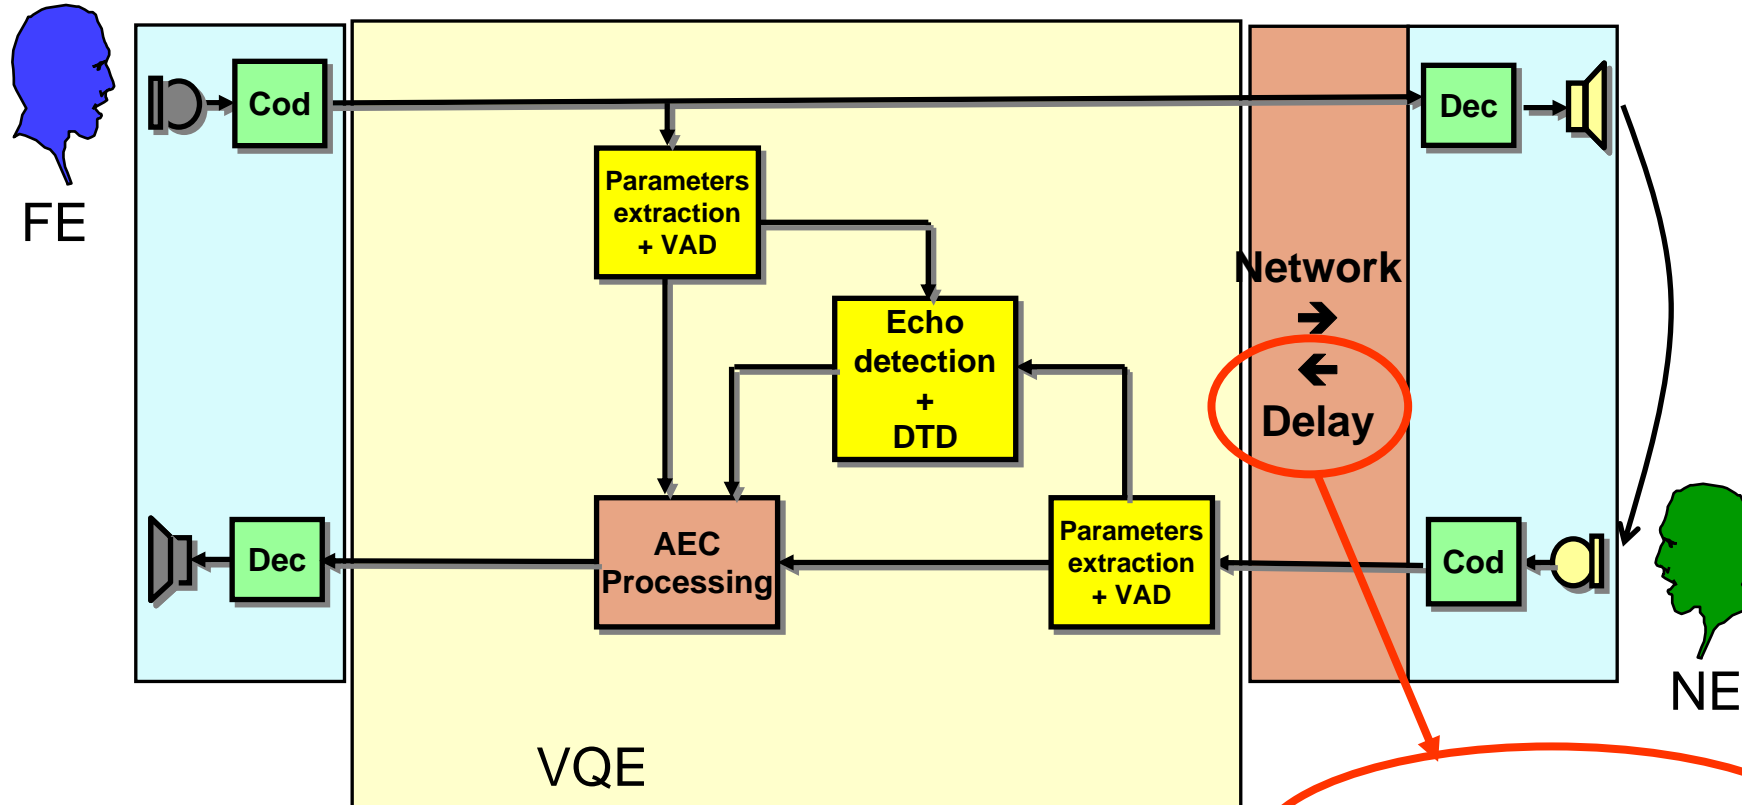 Cod
Dec
FE
Parameters
extraction
+ VAD
Network
→
←
Delay
Echo
detection
+
DTD
Dec
AEC
Processing
Parameters
extraction
+ VAD
Cod
NE
VQE